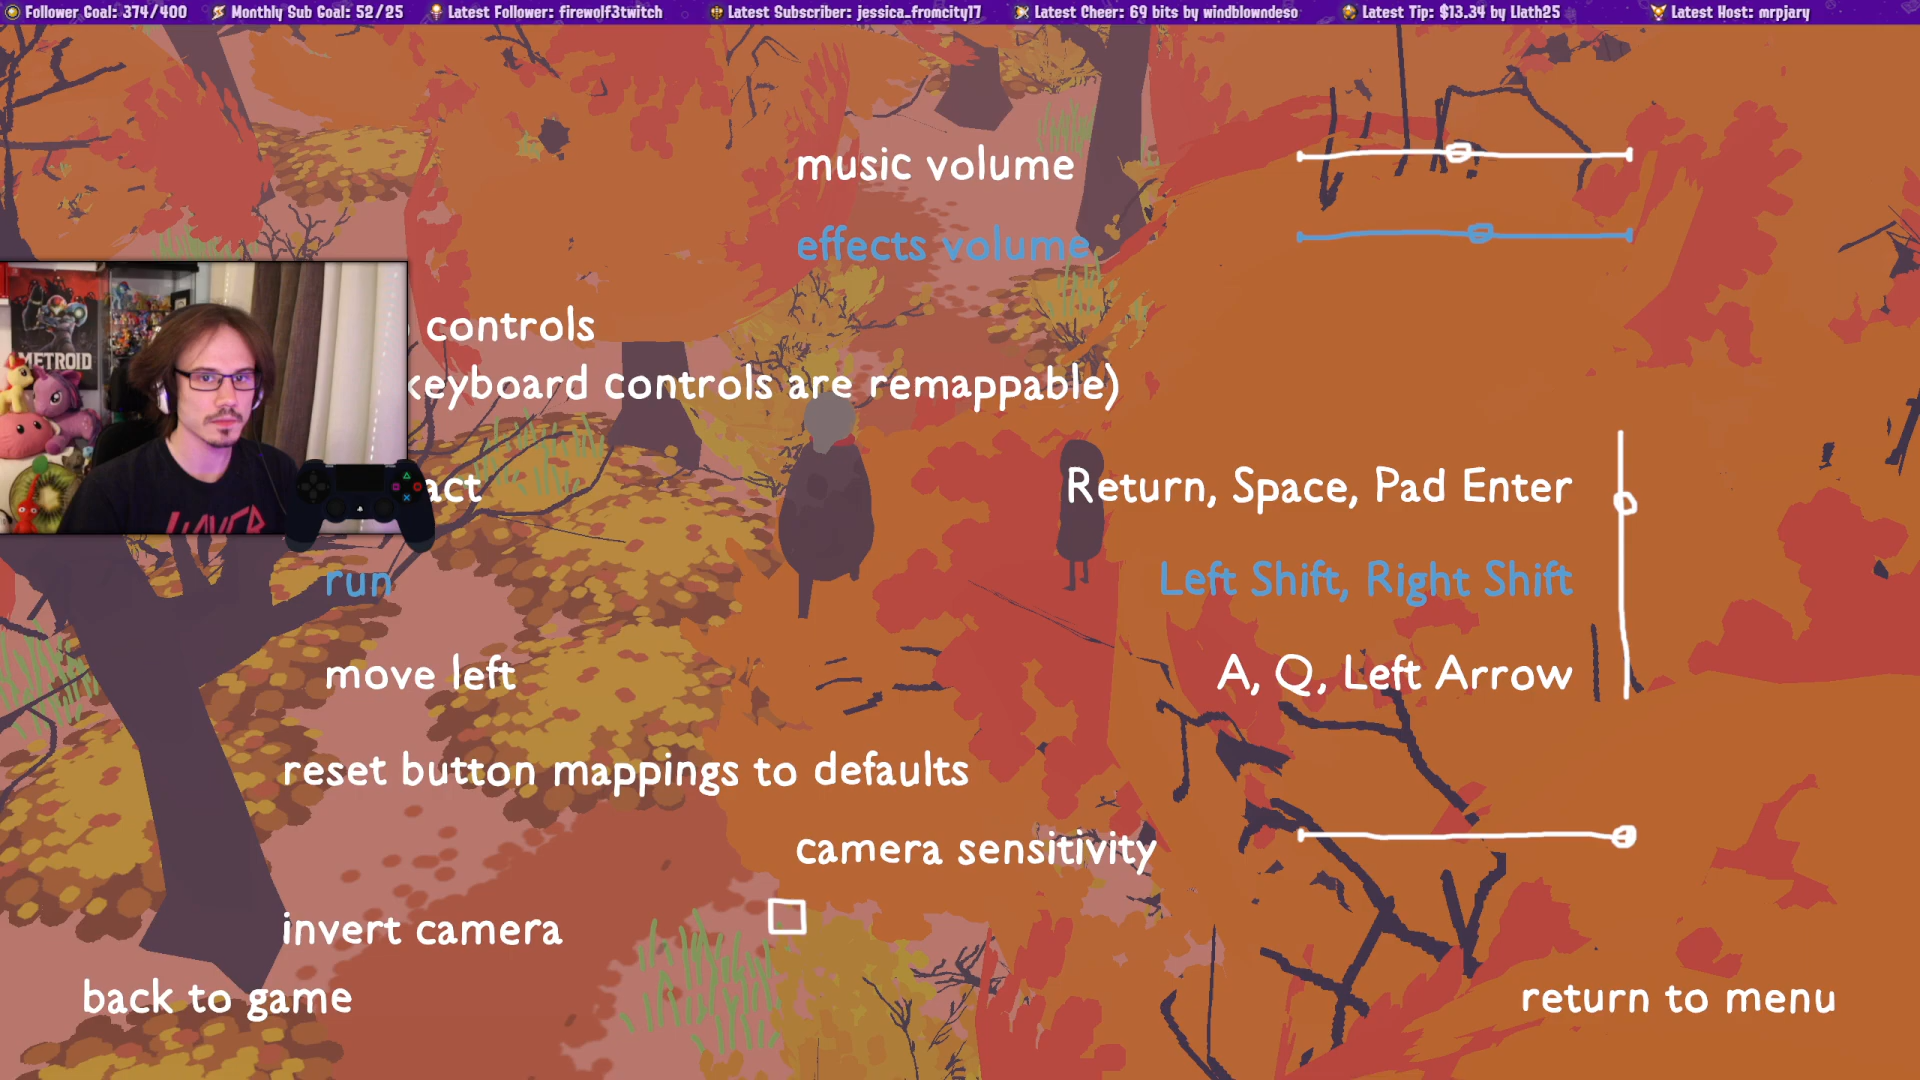 Follower Goal: 374/400 Monthly Sub Goal: 52/25 Latest Follower: firewolf3twitch Latest Subscriber: jessica_fromcity17 Latest Cheer: 69 bits by windblowndeso Latest Tip: $13.34 by Llath25 Latest Host: mrpjary
music volume
effects volume
controls
keyboard controls are remappable)
METROID
act Return, Space, Pad Enter
SLAYER
run Left Shift, Right Shift
move left A, Q, Left Arrow
reset button mappings to defaults
camera sensitivity
invert camera
back to game return to menu